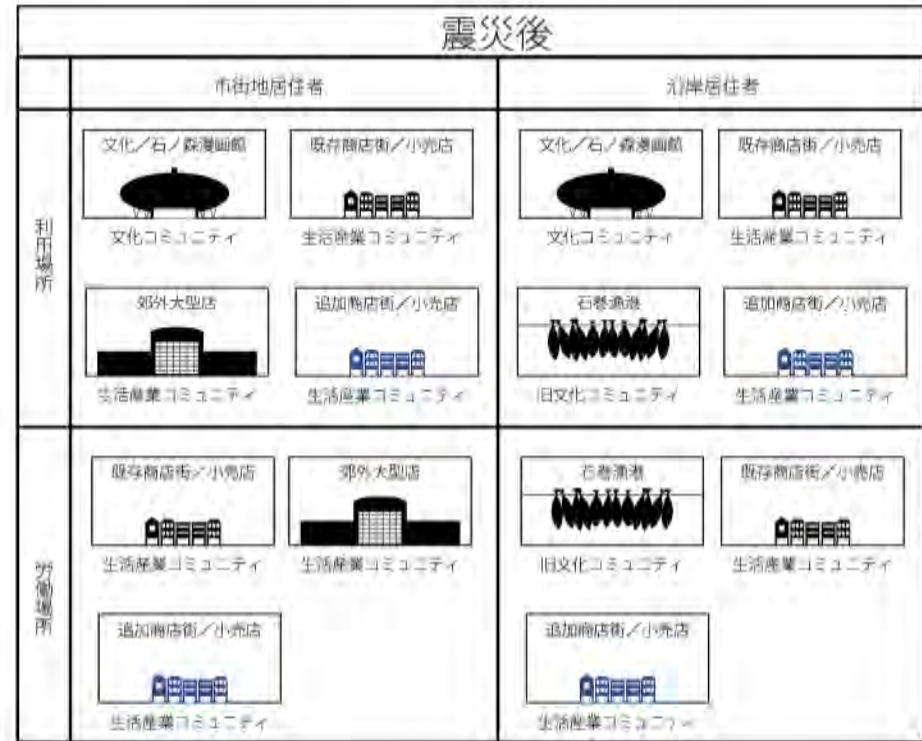 震災後
市街地居住者
沿岸居住者
利用場所
文化/石ノ森漫画館
既存商店街/小売店
文化/石ノ森漫画館
既存商店街/小売店
文化コミュニティ
生活産業コミュニティ
文化コミュニティ
生活産業コミュニティ
郊外大型店
追加商店街/小売店
石巻漁港
追加商店街/小売店
生活産業コミュニティ
生活産業コミュニティ
旧文化コミュニティ
生活産業コミュニティ
労働場所
既存商店街/小売店
郊外大型店
石巻漁港
既存商店街/小売店
生活産業コミュニティ
生活産業コミュニティ
旧文化コミュニティ
生活産業コミュニティ
追加商店街/小売店
追加商店街/小売店
生活産業コミュニティ
生活産業コミュニティ